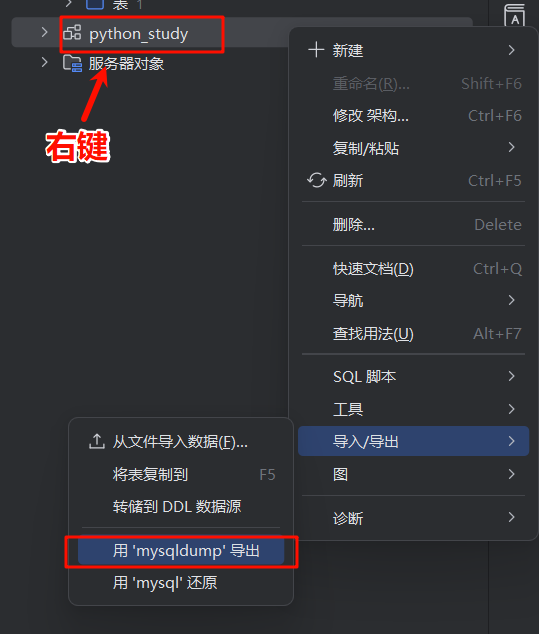 表 1
python_study
服务器对象
右键
新建
重命名(R)... Shift+F6
修改 架构... Ctrl+F6
复制/粘贴
刷新 Ctrl+F5
删除... Delete
快速文档(D) Ctrl+Q
导航
查找用法(U) Alt+F7
SQL 脚本
工具
导入/导出
图
诊断
从文件导入数据(F)...
将表复制到 F5
转储到 DDL 数据源
用 'mysqldump' 导出
用 'mysql' 还原
A